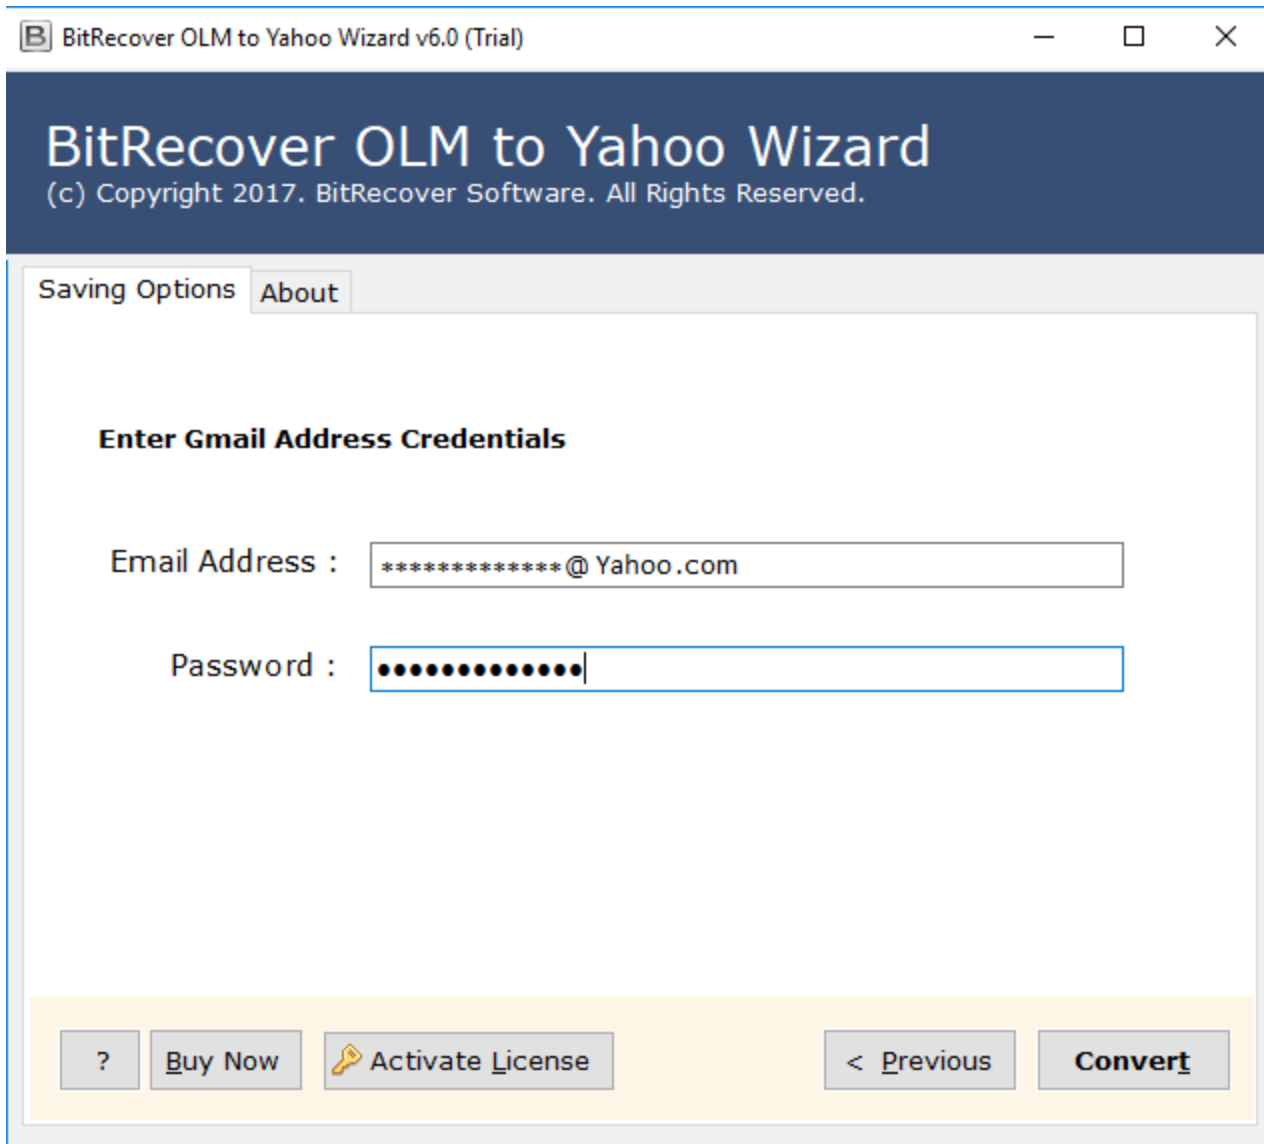 BitRecover OLM to Yahoo Wizard v6.0 (Trial)
BitRecover OLM to Yahoo Wizard
(c) Copyright 2017. BitRecover Software. All Rights Reserved.
Saving Options About
Enter Gmail Address Credentials
Email Address : *************@ Yahoo.com
Password : •••••••••••••
? Buy Now Activate License < Previous Convert